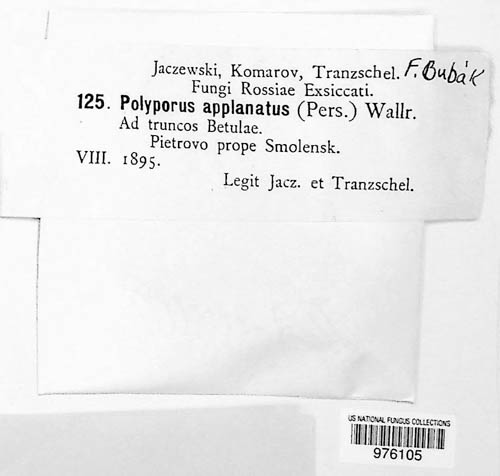 Jaczewski, Komarov, Tranzschel. F. Bubák
Fungi Rossiae Exsiccati.
125. Polyporus applanatus (Pers.) Wallr.
Ad truncos Betulae.
Pietrovo prope Smolensk.
VIII. 1895.
Legit Jacz. et Tranzschel.
US NATIONAL FUNGUS COLLECTIONS
976105